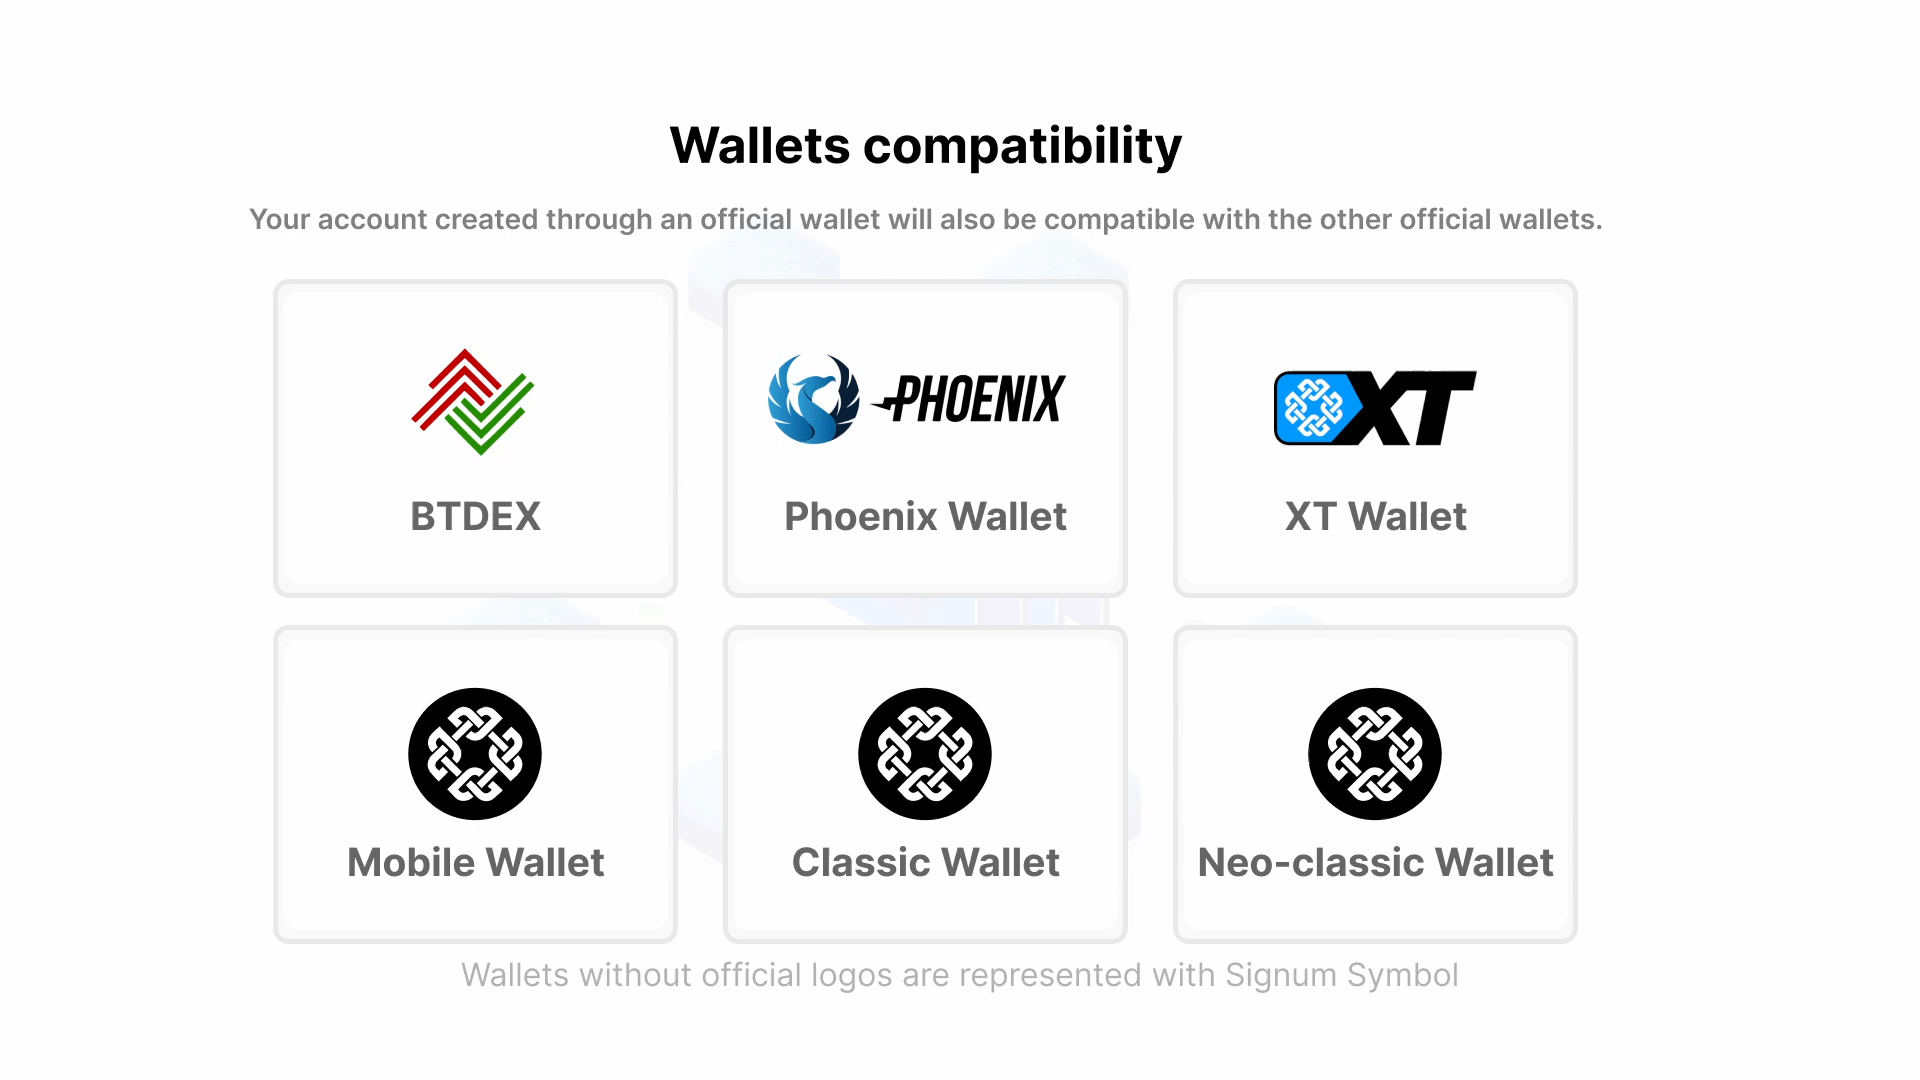 Wallets compatibility
Your account created through an official wallet will also be compatible with the other official wallets.
PHOENIX
XT
BTDEX
Phoenix Wallet
XT Wallet
Mobile Wallet
Classic Wallet
Neo-classic Wallet
Wallets without official logos are represented with Signum Symbol